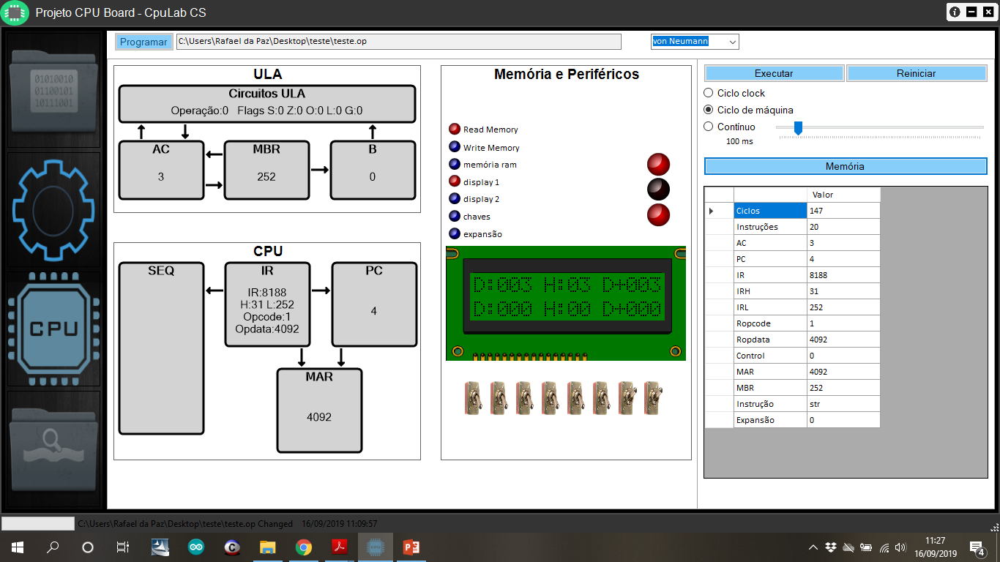 Projeto CPU Board - CpuLab CS
Programar
C:\Users\Rafael da Paz\Desktop\teste\teste.op
von Neumann
01010010
01100101
10111001
CPU
ULA
Circuitos ULA
Operação:0 Flags S:0 Z:0 O:0 L:0 G:0
AC
3
MBR
252
B
0
CPU
SEQ
IR
IR:8188
H:31 L:252
Opcode:1
Opdata:4092
PC
4
MAR
4092
Memória e Periféricos
Read Memory
Write Memory
memória ram
display 1
display 2
chaves
expansão
D:003 H:03 D+003
D:000 H:00 D+000
Executar
Reiniciar
Ciclo clock
Ciclo de máquina
Contínuo
100 ms
Memória
Valor
Ciclos 147
Instruções 20
AC 3
PC 4
IR 8188
IRH 31
IRL 252
Ropcode 1
Ropdata 4092
Control 0
MAR 4092
MBR 252
Instrução str
Expansão 0
C:\Users\Rafael da Paz\Desktop\teste\teste.op Changed 16/09/2019 11:09:57
11:27
16/09/2019
4